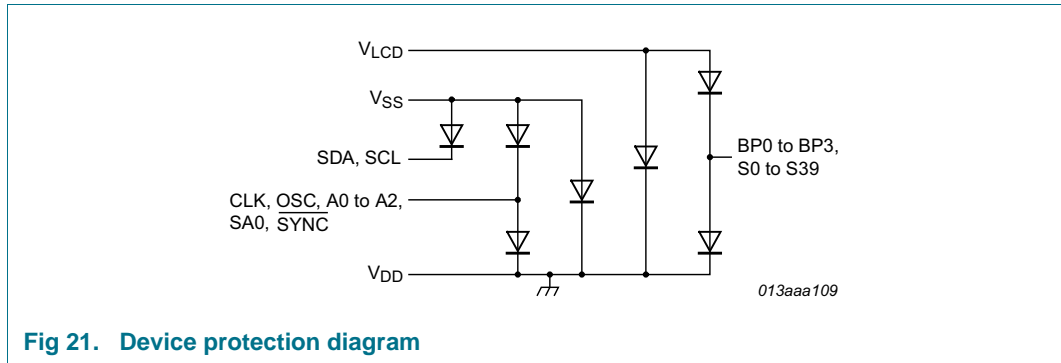 VLCD
VSS
SDA, SCL
BP0 to BP3,
S0 to S39
CLK, OSC, A0 to A2,
SA0, SYNC
VDD
013aaa109
Fig 21. Device protection diagram